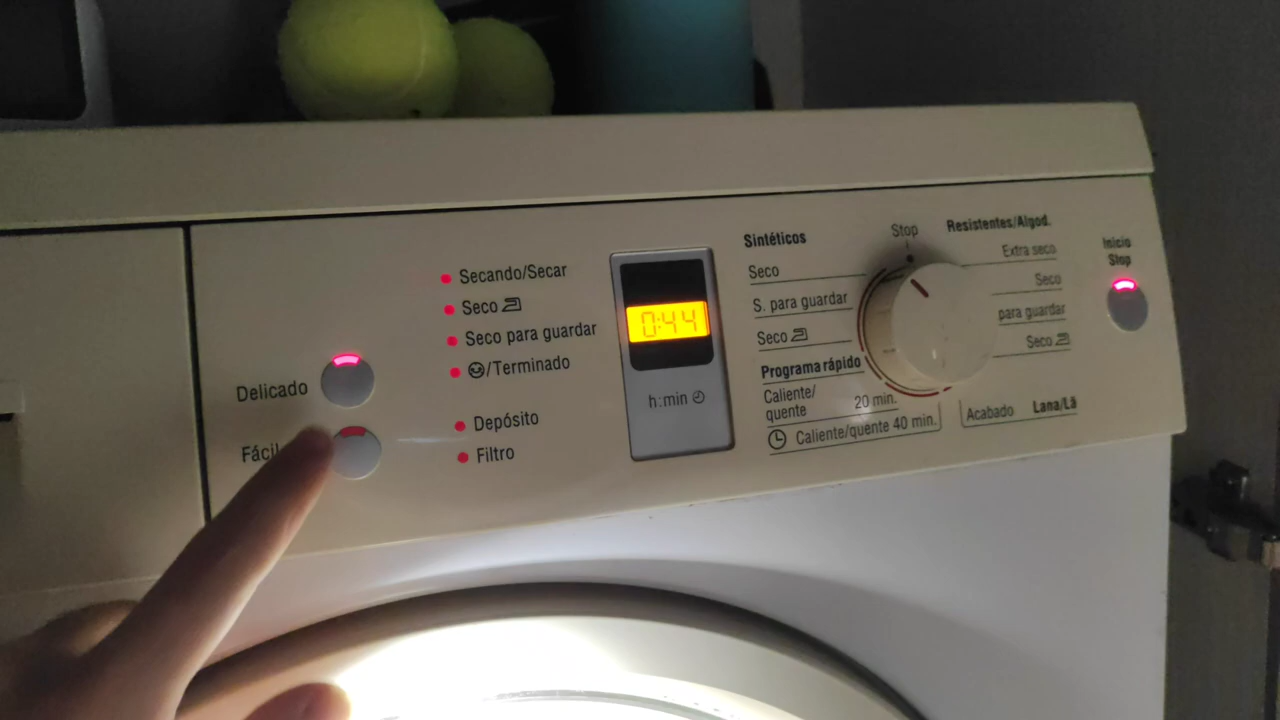 Delicado
Fácil
Secando/Secar
Seco
Seco para guardar
/Terminado
Depósito
Filtro
0:44
h:min
Sintéticos
Seco
S. para guardar
Seco
Programa rápido
Caliente/
quente 20 min.
Caliente/quente 40 min.
Stop
Resistentes/Algod.
Extra seco
Seco
para guardar
Seco
Acabado Lana/Lã
Início
Stop